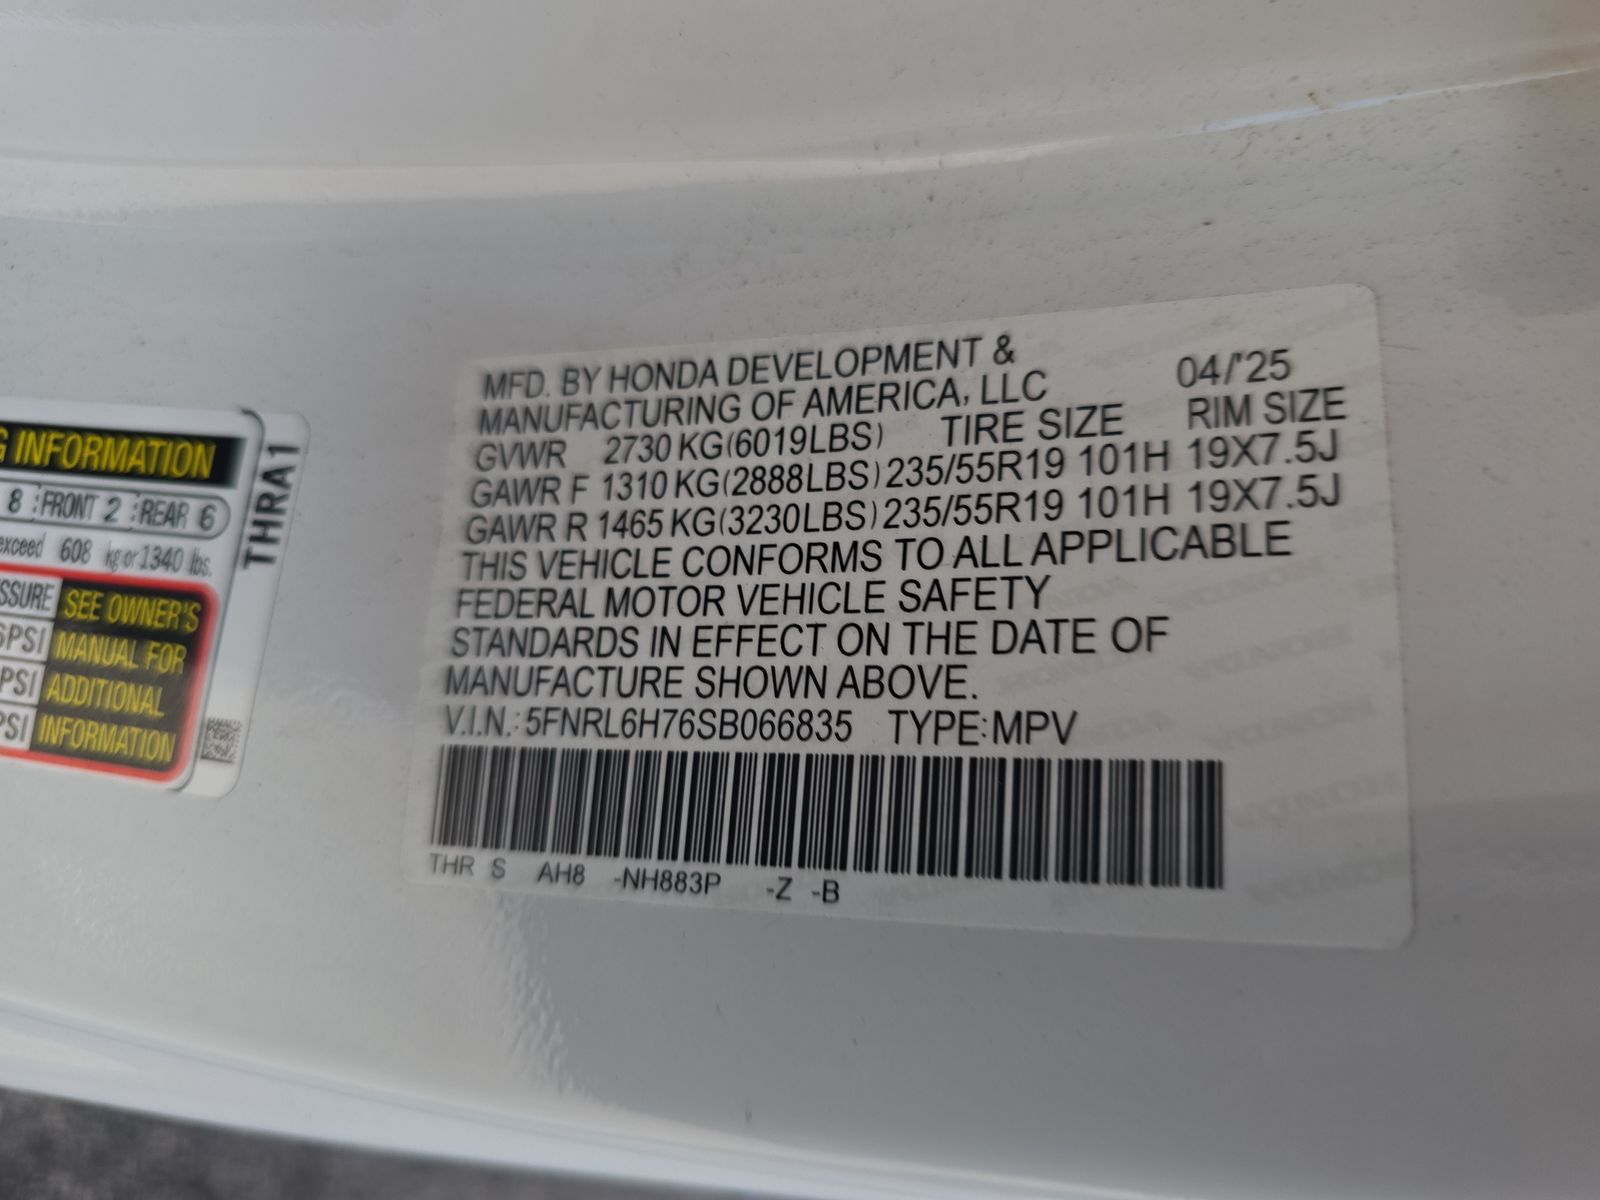 G INFORMATION
8 FRONT 2 REAR 6
exceed 608 kg or 1340 lbs.
SSURE
SEE OWNER'S
MANUAL FOR
ADDITIONAL
INFORMATION
PSI
PSI
PSI
THRA1
MFD. BY HONDA DEVELOPMENT &
MANUFACTURING OF AMERICA, LLC 04/'25
GVWR 2730 KG(6019LBS) TIRE SIZE RIM SIZE
GAWR F 1310 KG(2888LBS) 235/55R19 101H 19X7.5J
GAWR R 1465 KG(3230LBS) 235/55R19 101H 19X7.5J
THIS VEHICLE CONFORMS TO ALL APPLICABLE
FEDERAL MOTOR VEHICLE SAFETY
STANDARDS IN EFFECT ON THE DATE OF
MANUFACTURE SHOWN ABOVE.
V.I.N.: 5FNRL6H76SB066835 TYPE:MPV
THR S AH8 -NH883P -Z -B